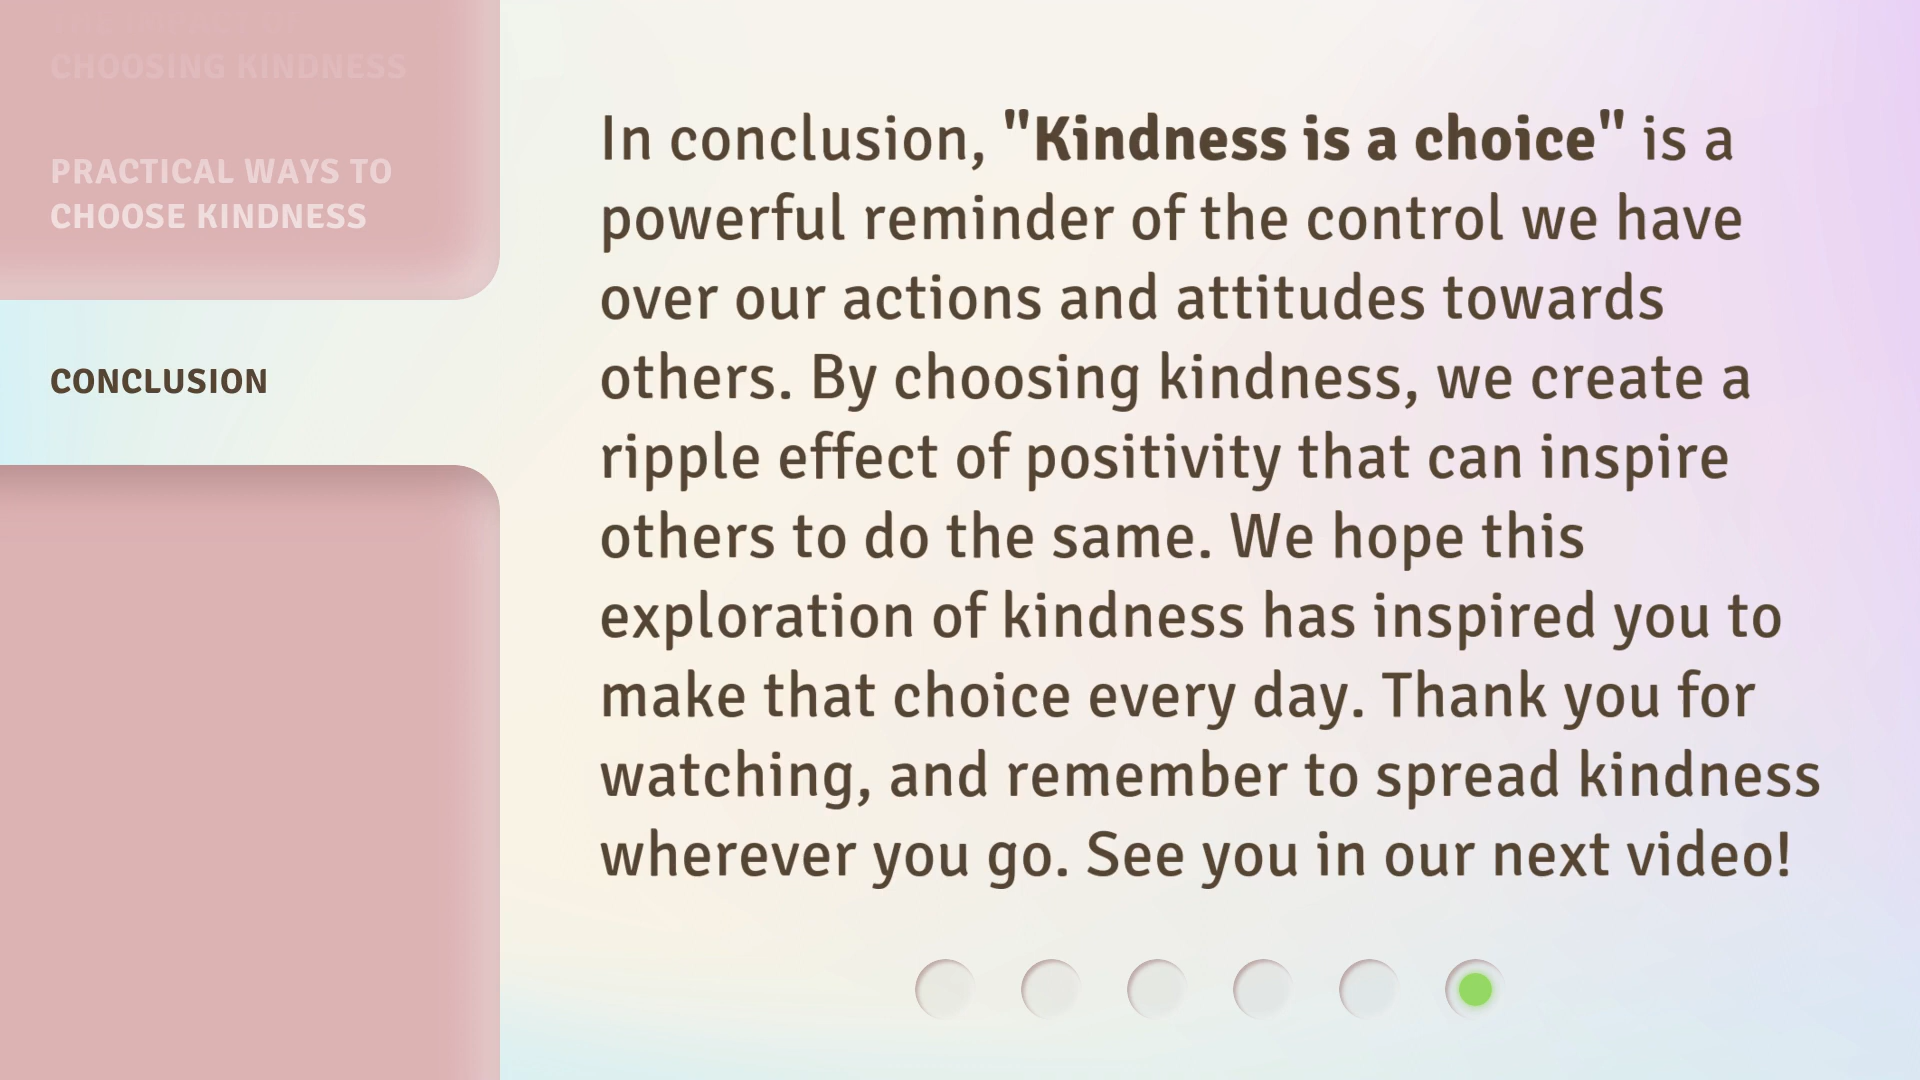 THE IMPACT OF
CHOOSING KINDNESS
PRACTICAL WAYS TO
CHOOSE KINDNESS
CONCLUSION
In conclusion, "Kindness is a choice" is a
powerful reminder of the control we have
over our actions and attitudes towards
others. By choosing kindness, we create a
ripple effect of positivity that can inspire
others to do the same. We hope this
exploration of kindness has inspired you to
make that choice every day. Thank you for
watching, and remember to spread kindness
wherever you go. See you in our next video!